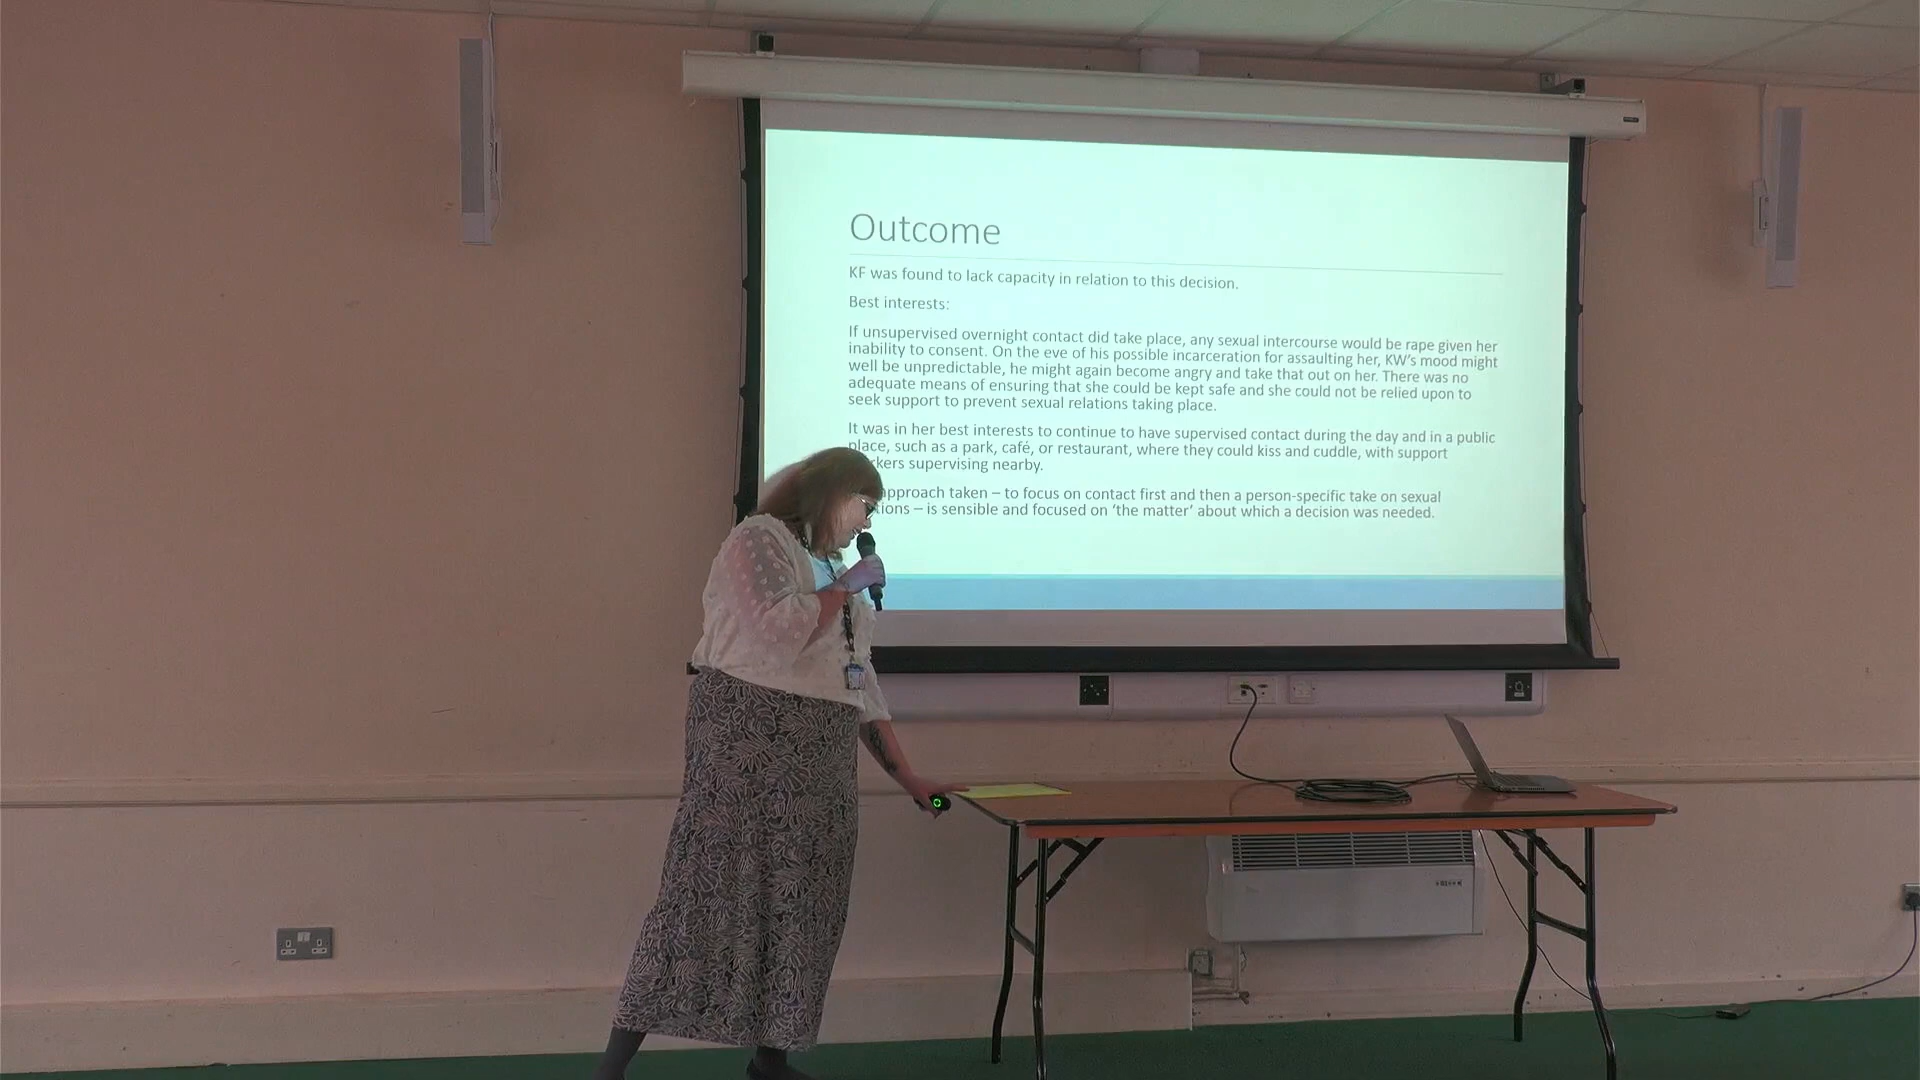 Outcome
KF was found to lack capacity in relation to this decision.
Best interests:
If unsupervised overnight contact did take place, any sexual intercourse would be rape given her
inability to consent. On the eve of his possible incarceration for assaulting her, KW's mood might
well be unpredictable, he might again become angry and take that out on her. There was no
adequate means of ensuring that she could be kept safe and she could not be relied upon to
seek support to prevent sexual relations taking place.
It was in her best interests to continue to have supervised contact during the day and in a public
place, such as a park, café, or restaurant, where they could kiss and cuddle, with support
supervising nearby.
approach taken – to focus on contact first and then a person-specific take on sexual
– is sensible and focused on 'the matter' about which a decision was needed.